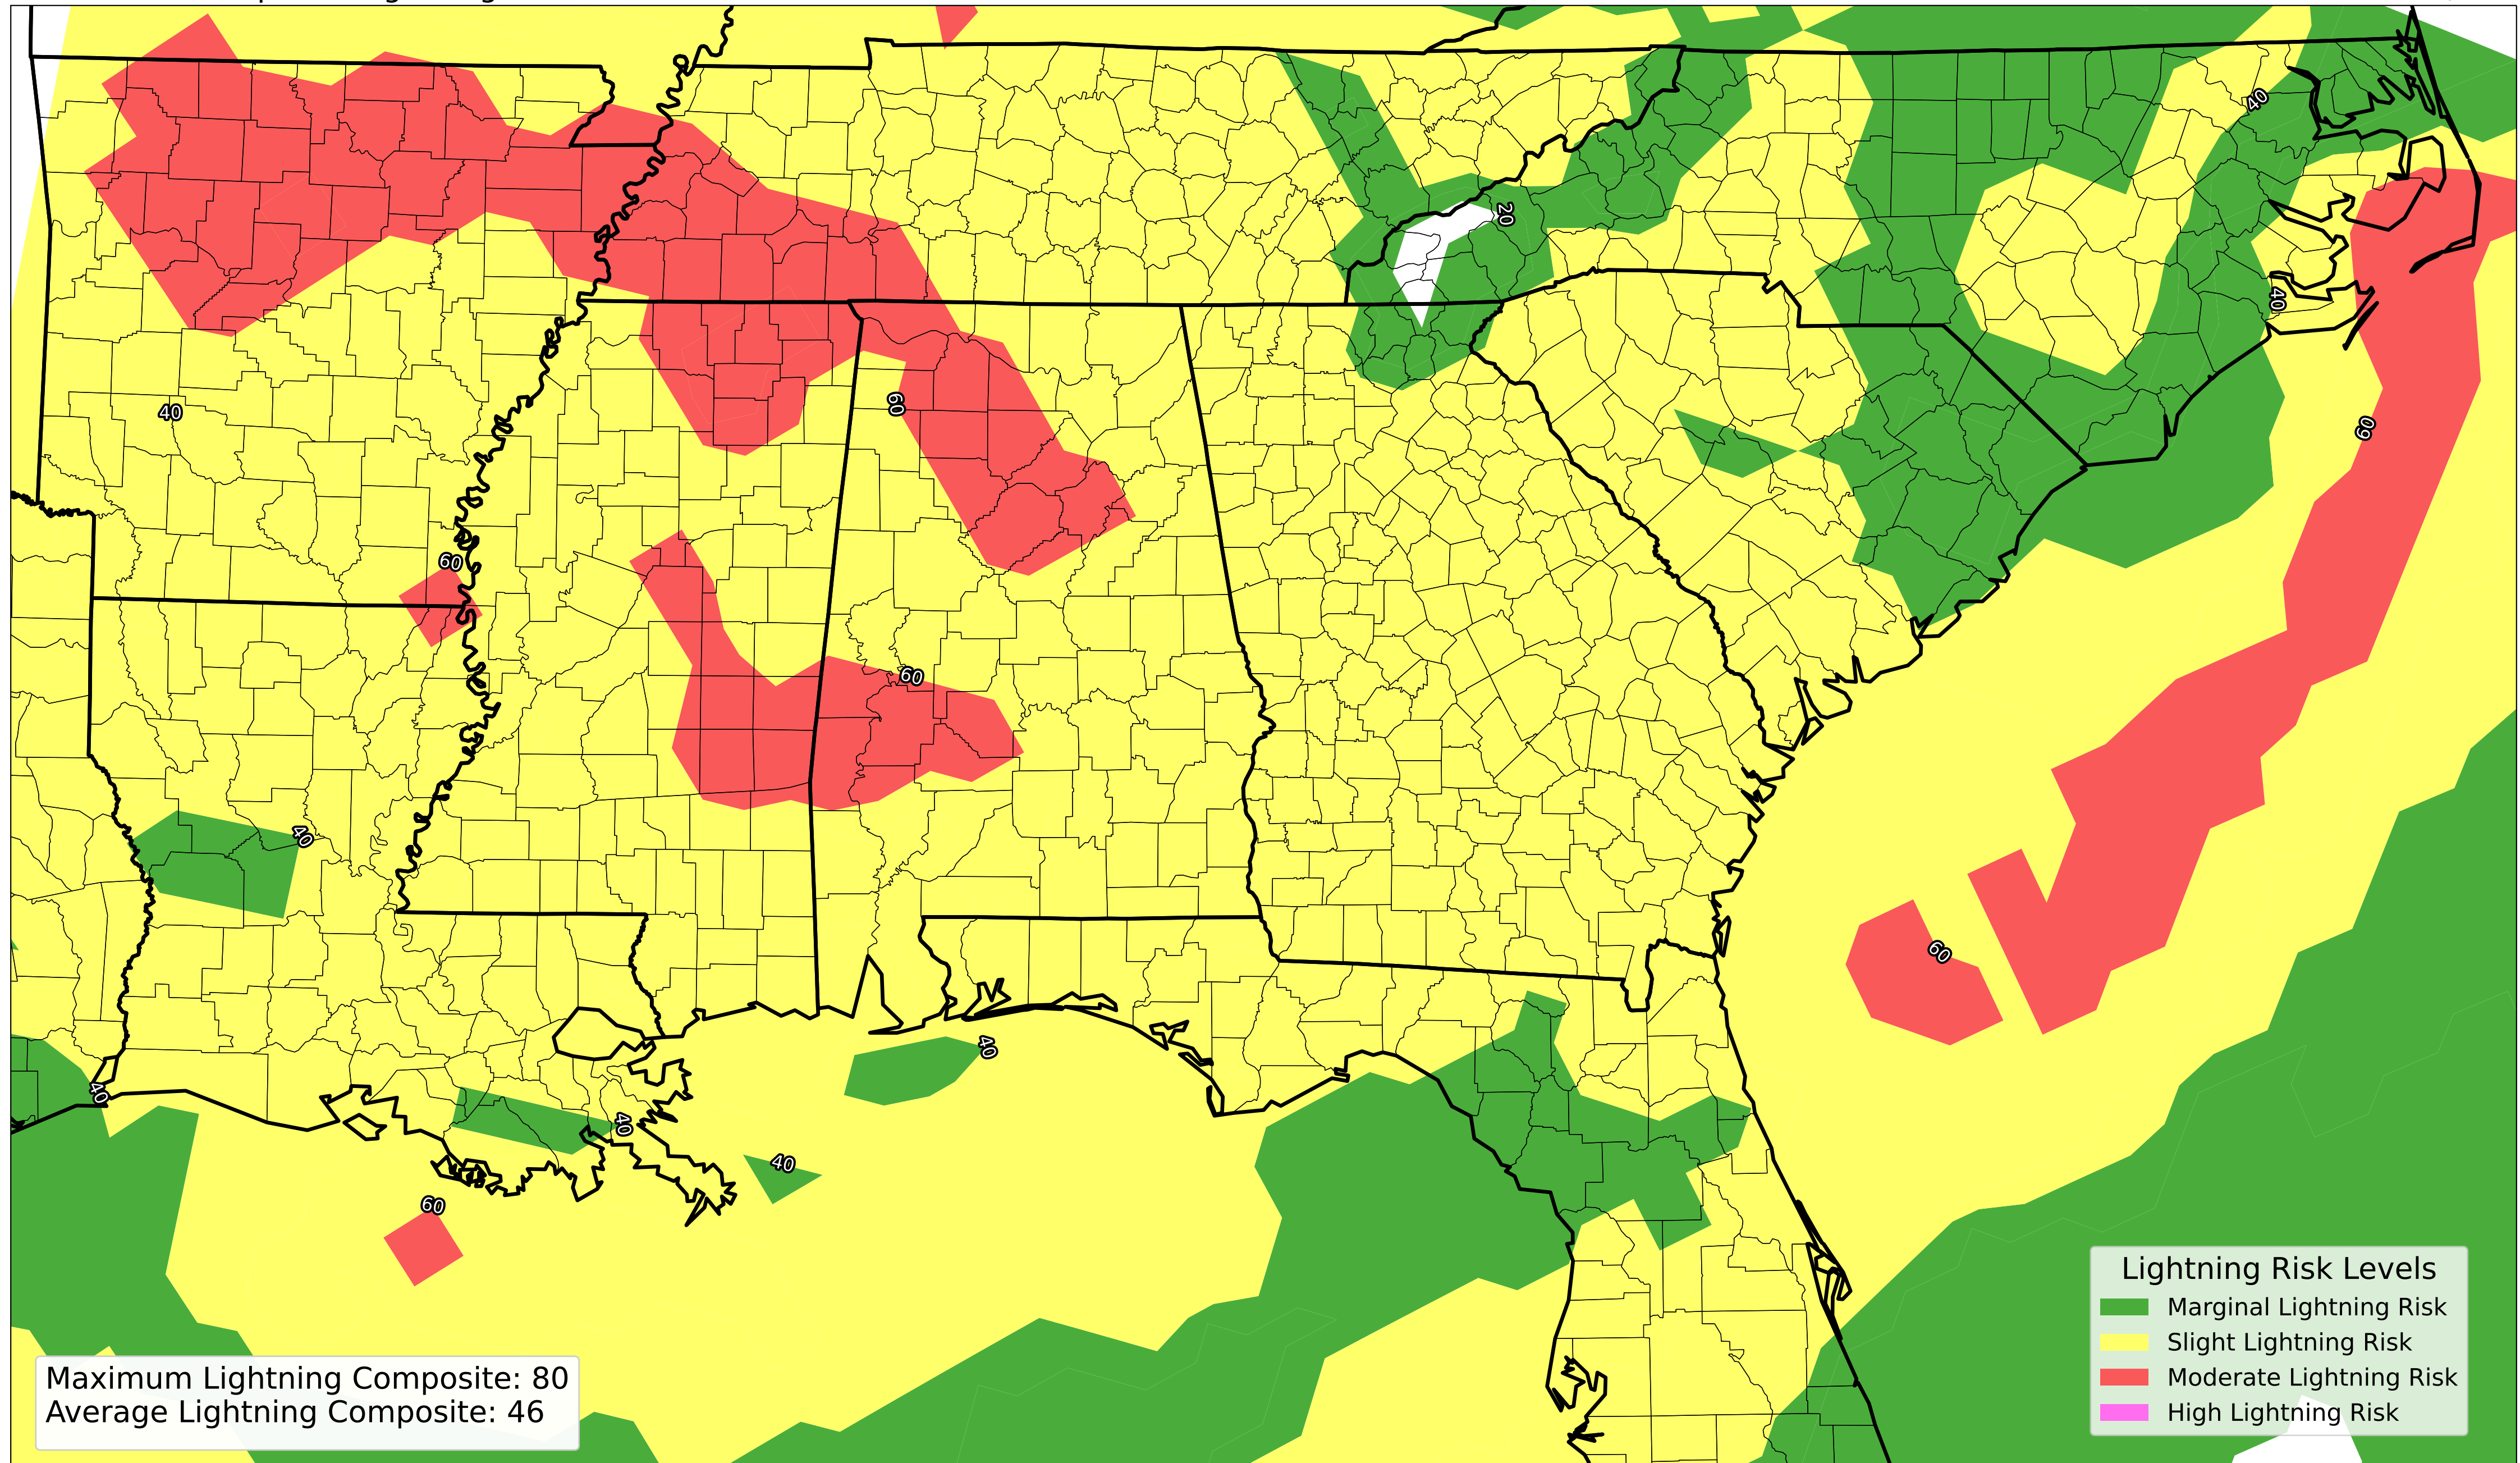 40
20
40
40
60
60
40
60
60
40
60
40
40
40
40
60
Lightning Risk Levels
Marginal Lightning Risk
Slight Lightning Risk
Moderate Lightning Risk
High Lightning Risk
Maximum Lightning Composite: 80
Average Lightning Composite: 46